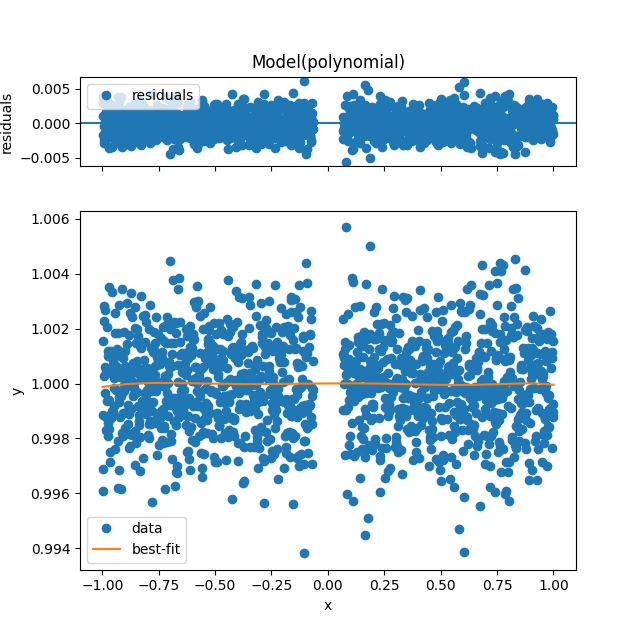 Model(polynomial)
residuals
0.005
0.000
−0.005
residuals
y
1.006
1.004
1.002
1.000
0.998
0.996
0.994
data
best-fit
−1.00 −0.75 −0.50 −0.25 0.00 0.25 0.50 0.75 1.00
x